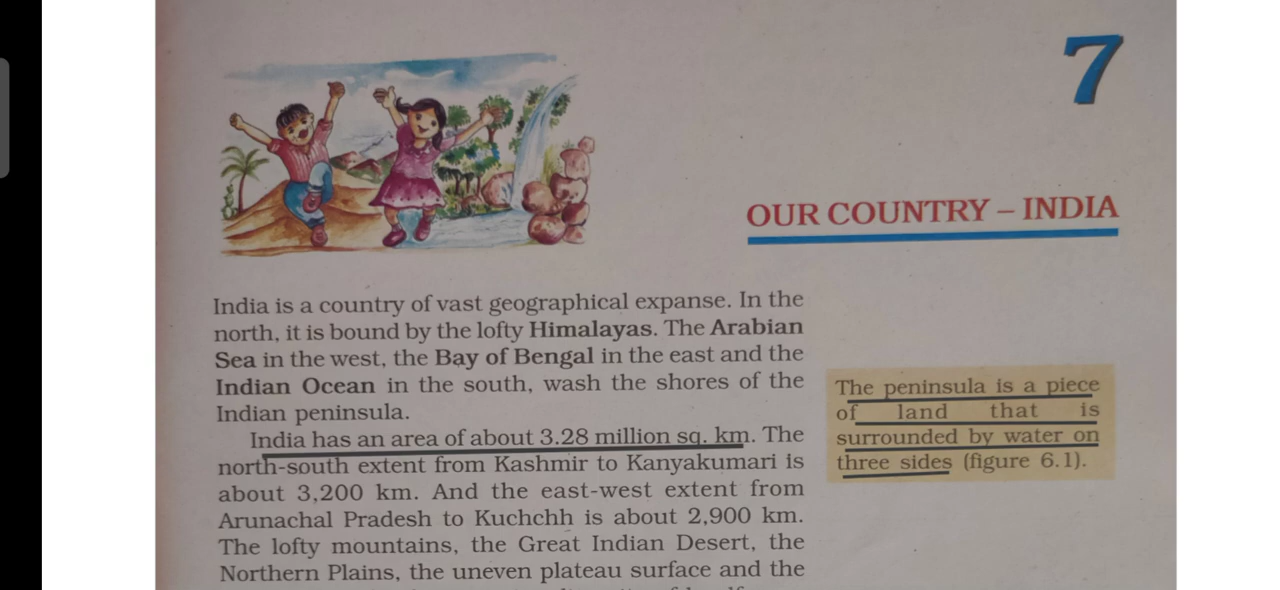 7
OUR COUNTRY – INDIA
India is a country of vast geographical expanse. In the
north, it is bound by the lofty Himalayas. The Arabian
Sea in the west, the Bay of Bengal in the east and the
Indian Ocean in the south, wash the shores of the
Indian peninsula.
India has an area of about 3.28 million sq. km. The
north-south extent from Kashmir to Kanyakumari is
about 3,200 km. And the east-west extent from
Arunachal Pradesh to Kuchchh is about 2,900 km.
The lofty mountains, the Great Indian Desert, the
Northern Plains, the uneven plateau surface and the
The peninsula is a piece
of land that is
surrounded by water on
three sides (figure 6.1).